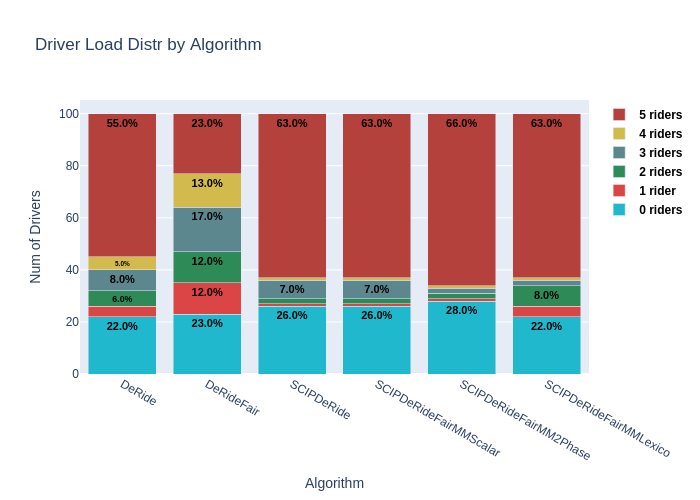 Driver Load Distr by Algorithm
5 riders
4 riders
3 riders
2 riders
1 rider
0 riders
Num of Drivers
100
80
60
40
20
0
55.0%
5.0%
8.0%
6.0%
22.0%
23.0%
13.0%
17.0%
12.0%
12.0%
23.0%
63.0%
7.0%
26.0%
63.0%
7.0%
26.0%
66.0%
28.0%
63.0%
8.0%
22.0%
DeRide
DeRideFair
SCIPDeRide
SCIPDeRideFairMMScalar
SCIPDeRideFairMM2Phase
SCIPDeRideFairMMLexico
Algorithm